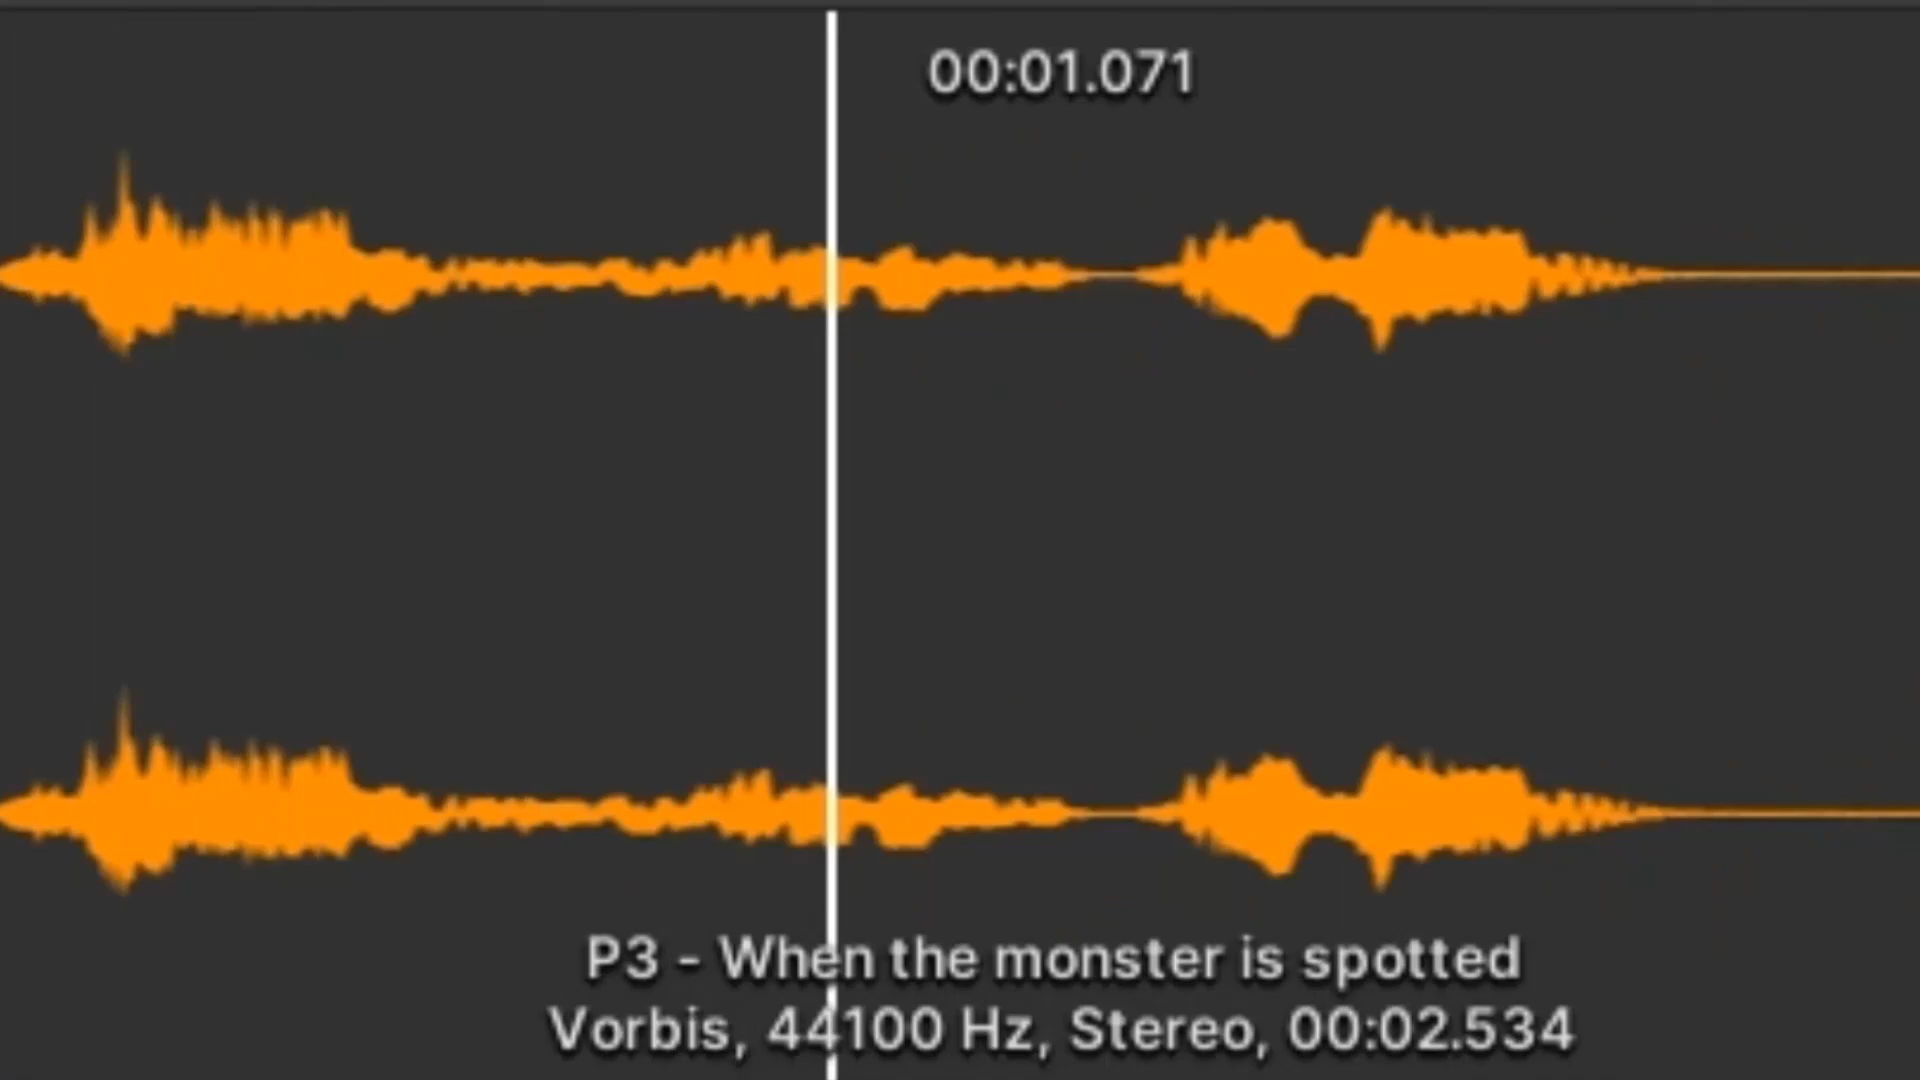 00:01.071
P3 - When the monster is spotted
Vorbis, 44100 Hz, Stereo, 00:02.534